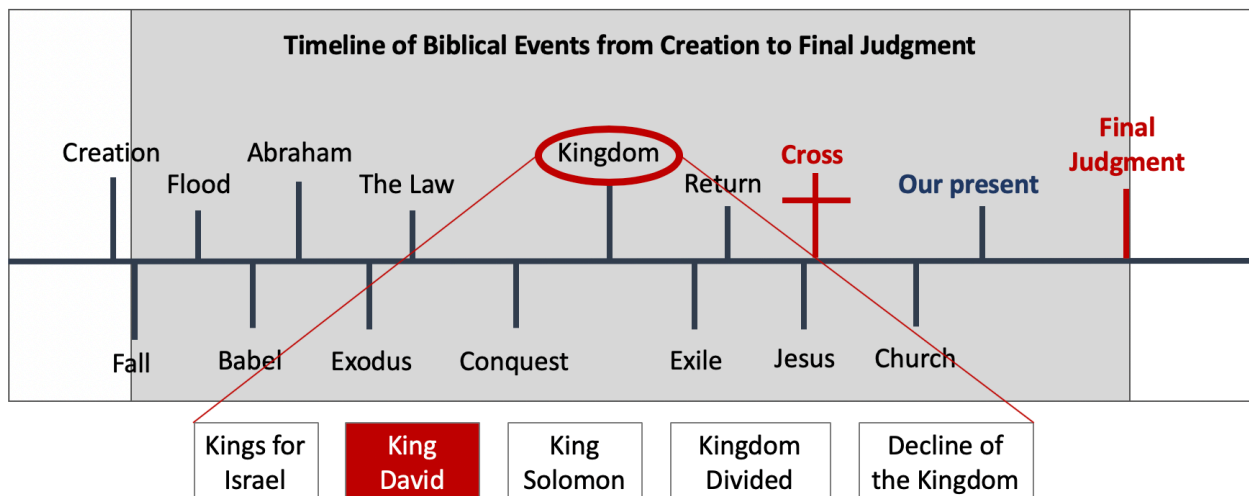 Timeline of Biblical Events from Creation to Final Judgment
Creation
Flood
Abraham
The Law
Kingdom
Return
Cross
Our present
Final
Judgment
Fall
Babel
Exodus
Conquest
Exile
Jesus
Church
Kings for
Israel
King
David
King
Solomon
Kingdom
Divided
Decline of
the Kingdom